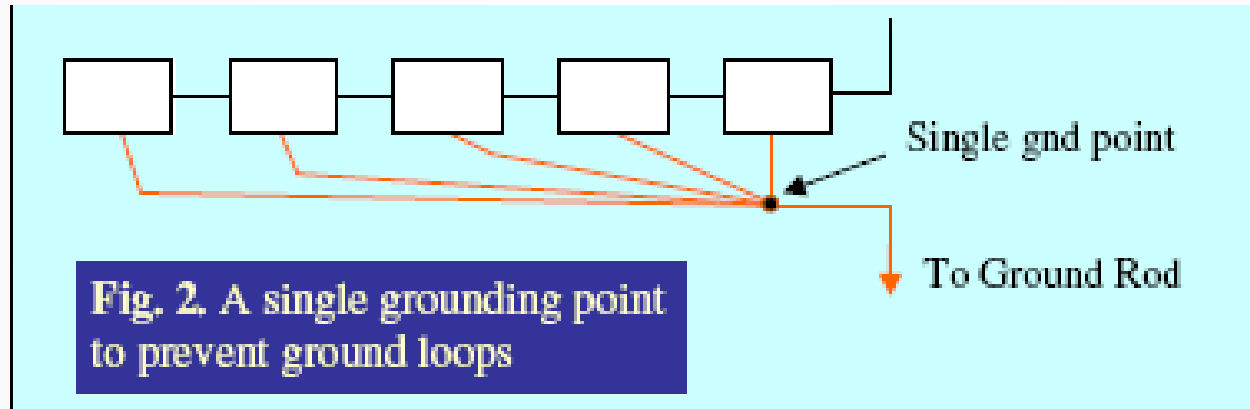 Single gnd point
To Ground Rod
Fig. 2. A single grounding point
to prevent ground loops